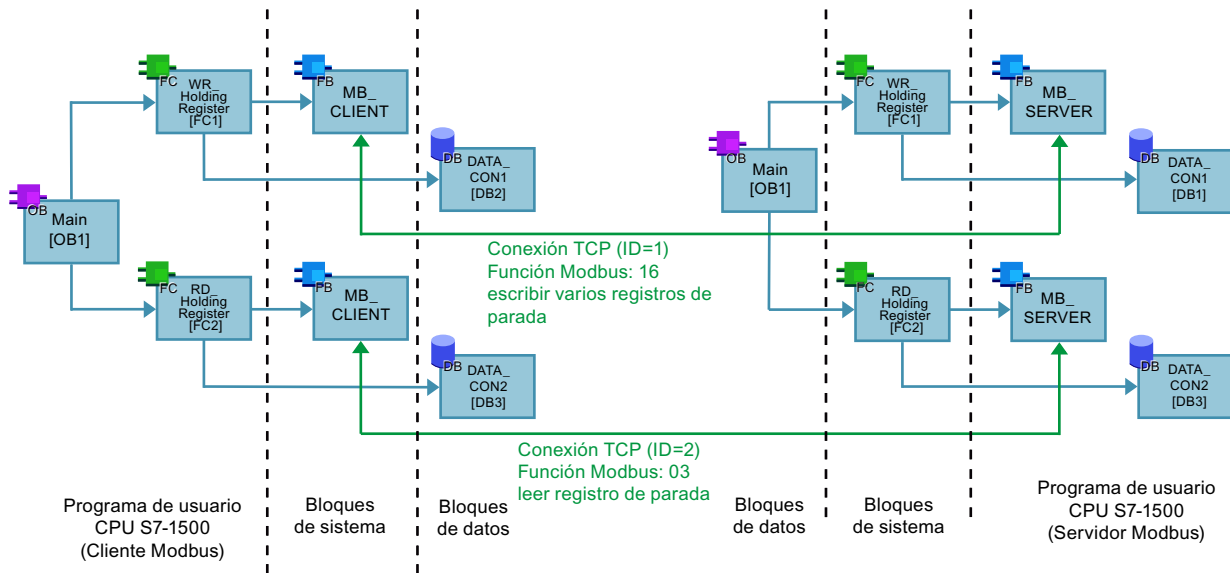 FC
WR_
Holding
Register
[FC1]
FB
MB_
CLIENT
DB
DATA_
CON1
[DB2]
OB
Main
[OB1]
FC
RD_
Holding
Register
[FC2]
FB
MB_
CLIENT
DB
DATA_
CON2
[DB3]
Conexión TCP (ID=1)
Función Modbus: 16
escribir varios registros de
parada
Conexión TCP (ID=2)
Función Modbus: 03
leer registro de parada
OB
Main
[OB1]
FC
WR_
Holding
Register
[FC1]
FB
MB_
SERVER
DB
DATA_
CON1
[DB1]
FC
RD_
Holding
Register
[FC2]
FB
MB_
SERVER
DB
DATA_
CON2
[DB3]
Programa de usuario
CPU S7-1500
(Cliente Modbus)
Bloques
de sistema
Bloques
de datos
Bloques
de datos
Bloques
de sistema
Programa de usuario
CPU S7-1500
(Servidor Modbus)